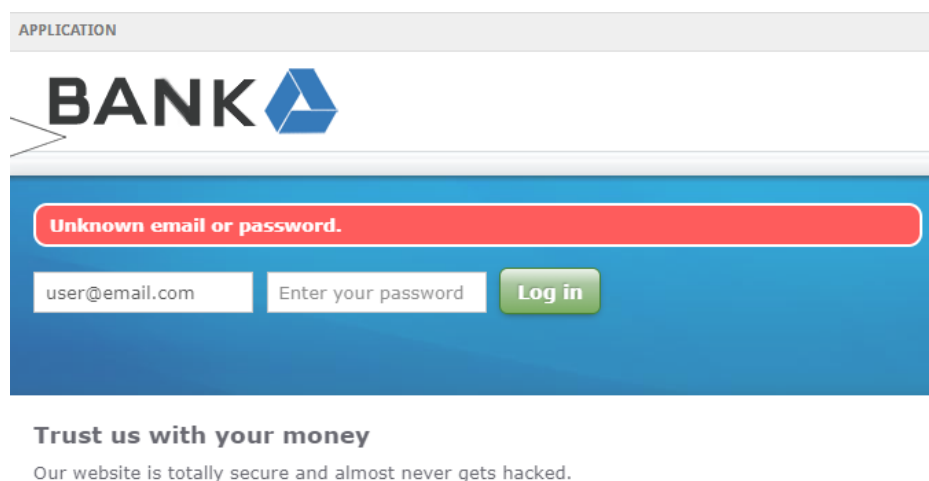 APPLICATION
BANK
Unknown email or password.
user@email.com Enter your password Log in
Trust us with your money
Our website is totally secure and almost never gets hacked.